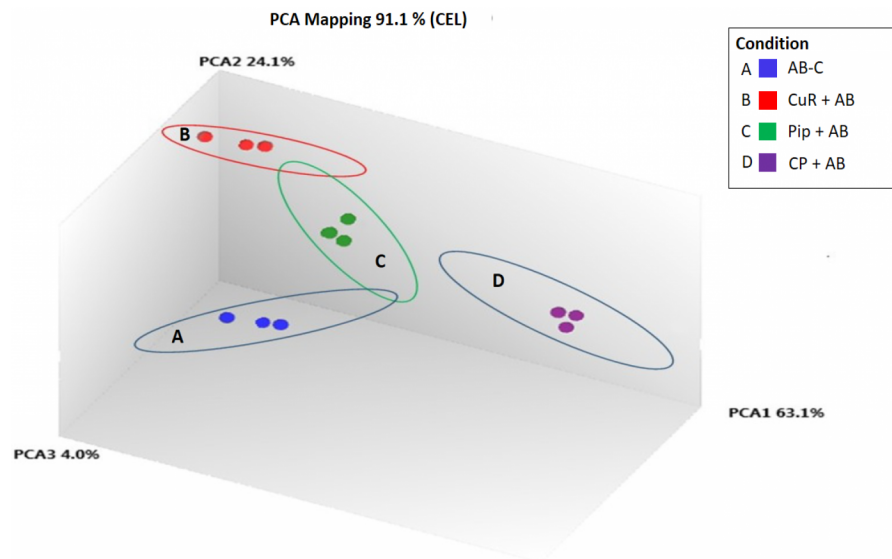 PCA Mapping 91.1 % (CEL)
PCA2 24.1%
Condition
A AB-C
B CuR + AB
C Pip + AB
D CP + AB
B
C
D
A
PCA1 63.1%
PCA3 4.0%